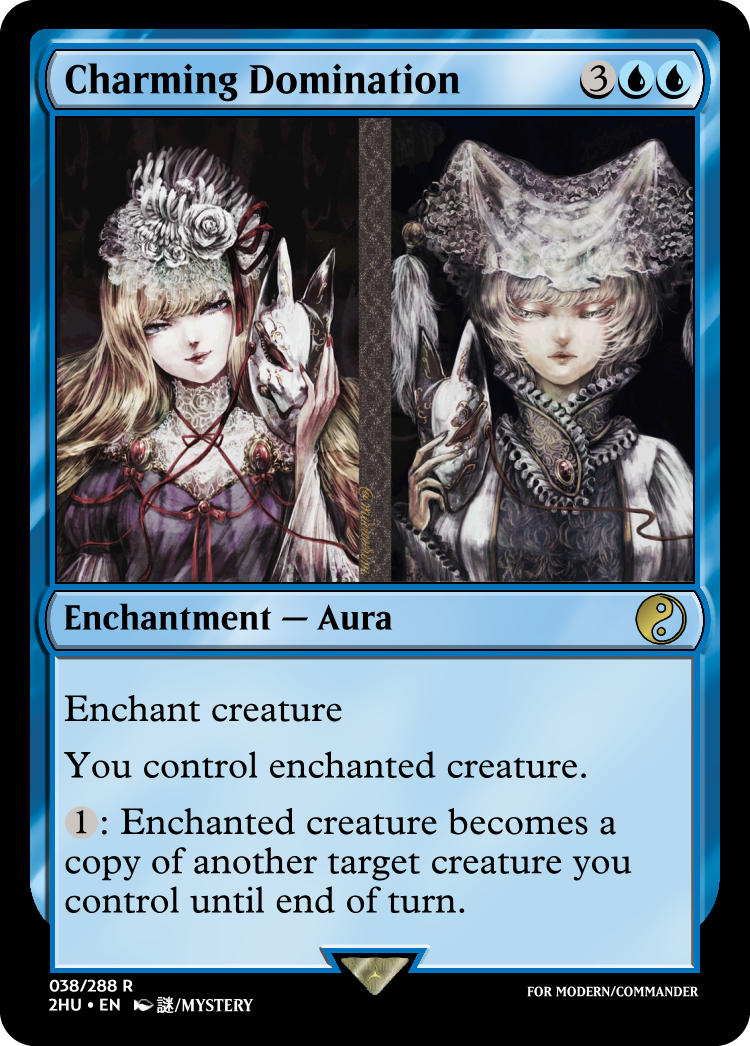 Charming Domination 3
Enchantment — Aura
Enchant creature
You control enchanted creature.
1: Enchanted creature becomes a
copy of another target creature you
control until end of turn.
038/288 R
2HU • EN 謎/MYSTERY
FOR MODERN/COMMANDER